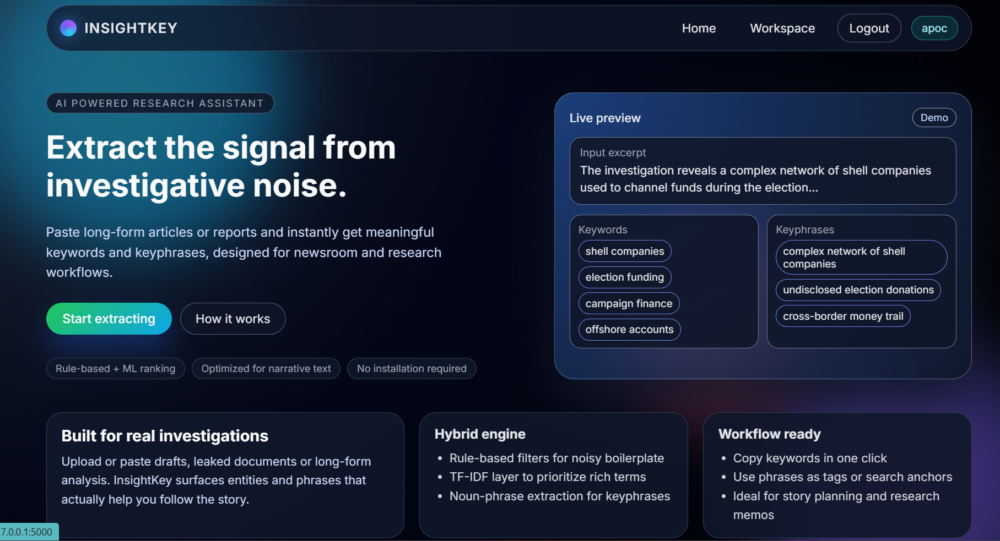 INSIGHTKEY
Home
Workspace
Logout
apoc
AI POWERED RESEARCH ASSISTANT
Extract the signal from
investigative noise.
Paste long-form articles or reports and instantly get meaningful
keywords and keyphrases, designed for newsroom and research
workflows.
Start extracting
How it works
Rule-based + ML ranking
Optimized for narrative text
No installation required
Live preview
Demo
Input excerpt
The investigation reveals a complex network of shell companies
used to channel funds during the election...
Keywords
shell companies
election funding
campaign finance
offshore accounts
Keyphrases
complex network of shell
companies
undisclosed election donations
cross-border money trail
Built for real investigations
Upload or paste drafts, leaked documents or long-form
analysis. InsightKey surfaces entities and phrases that
actually help you follow the story.
Hybrid engine
• Rule-based filters for noisy boilerplate
• TF-IDF layer to prioritize rich terms
• Noun-phrase extraction for keyphrases
Workflow ready
• Copy keywords in one click
• Use phrases as tags or search anchors
• Ideal for story planning and research
memos
7.0.0.1:5000